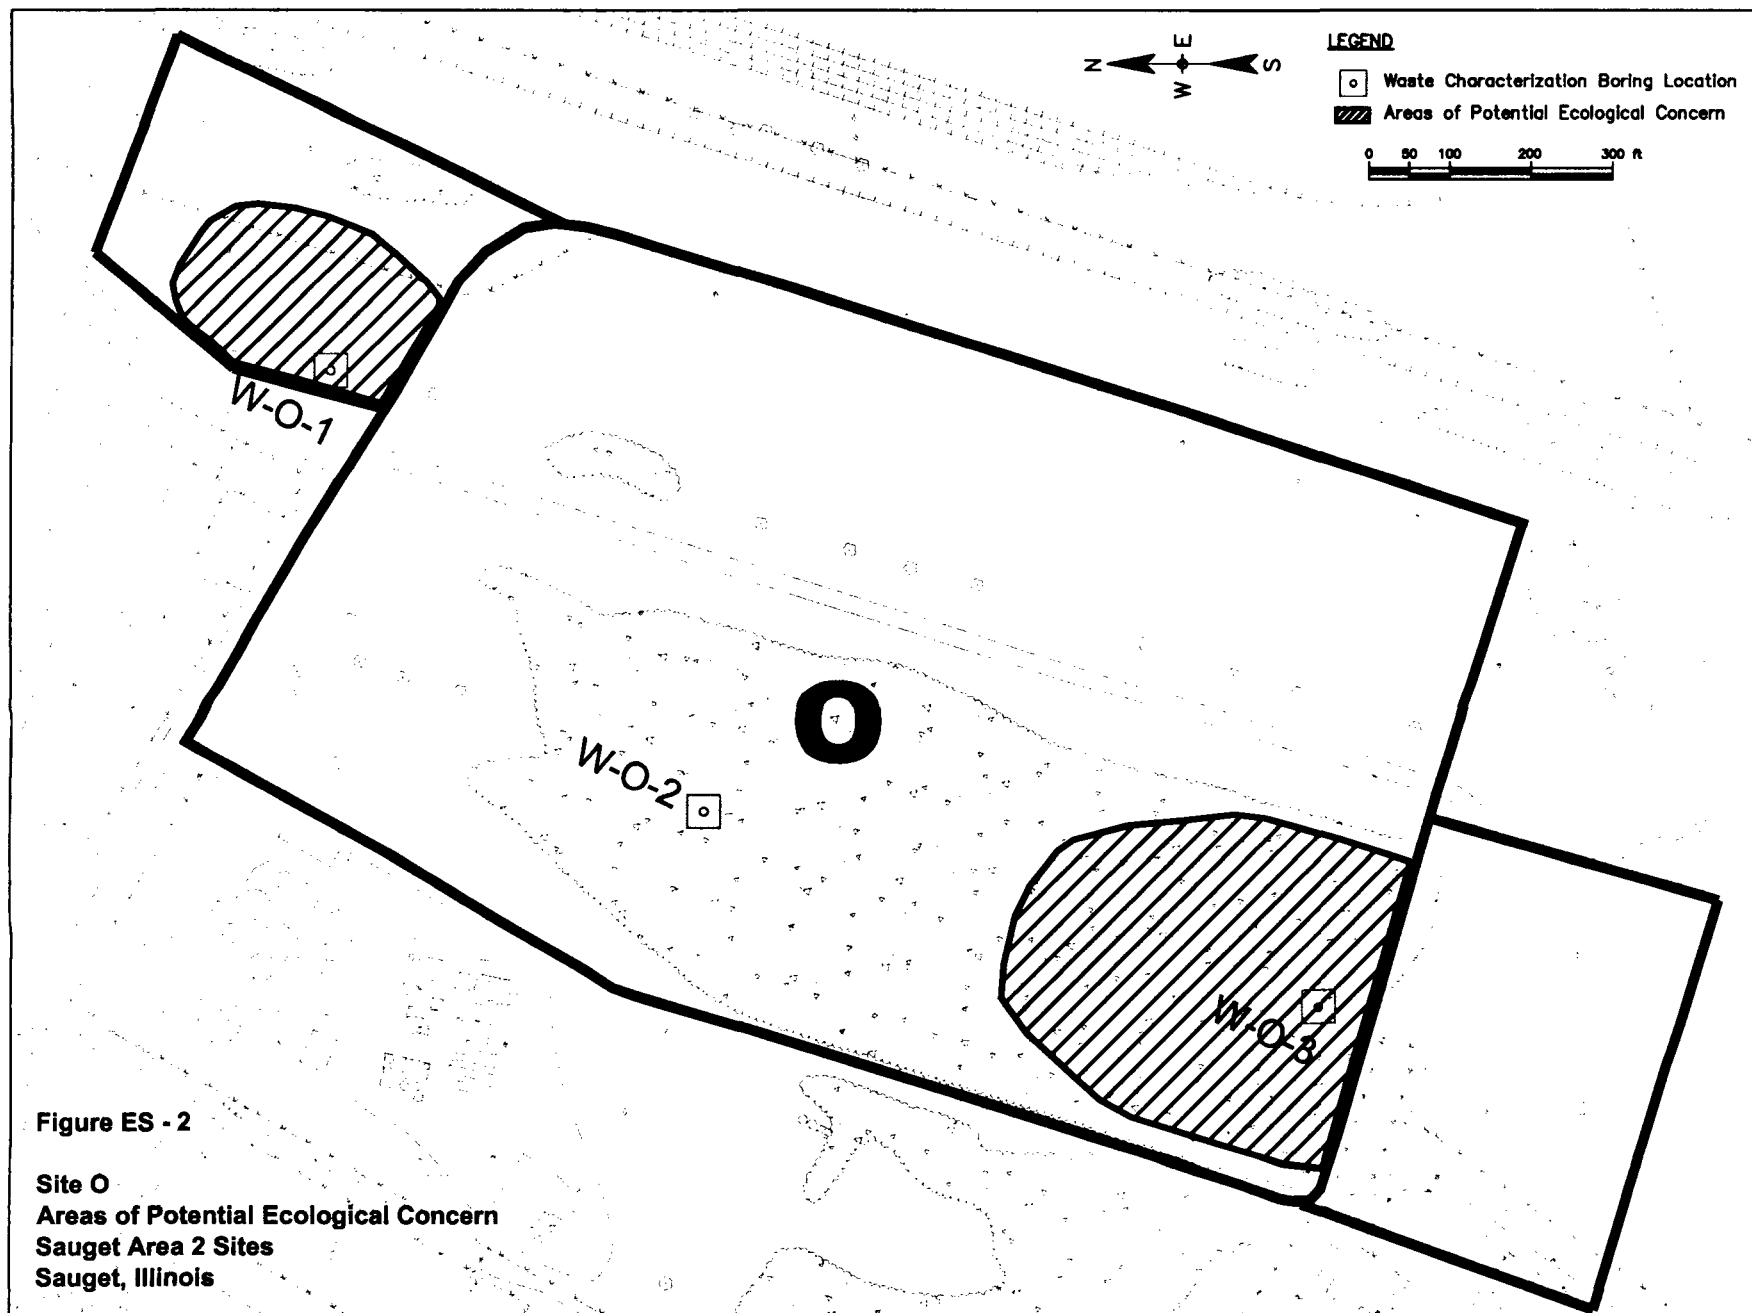 N
E
W
S
LEGEND
Waste Characterization Boring Location
Areas of Potential Ecological Concern
0 50 100 200 300 ft
W-O-1
O
W-O-2
W-O-3
Figure ES - 2
Site O
Areas of Potential Ecological Concern
Sauget Area 2 Sites
Sauget, Illinois